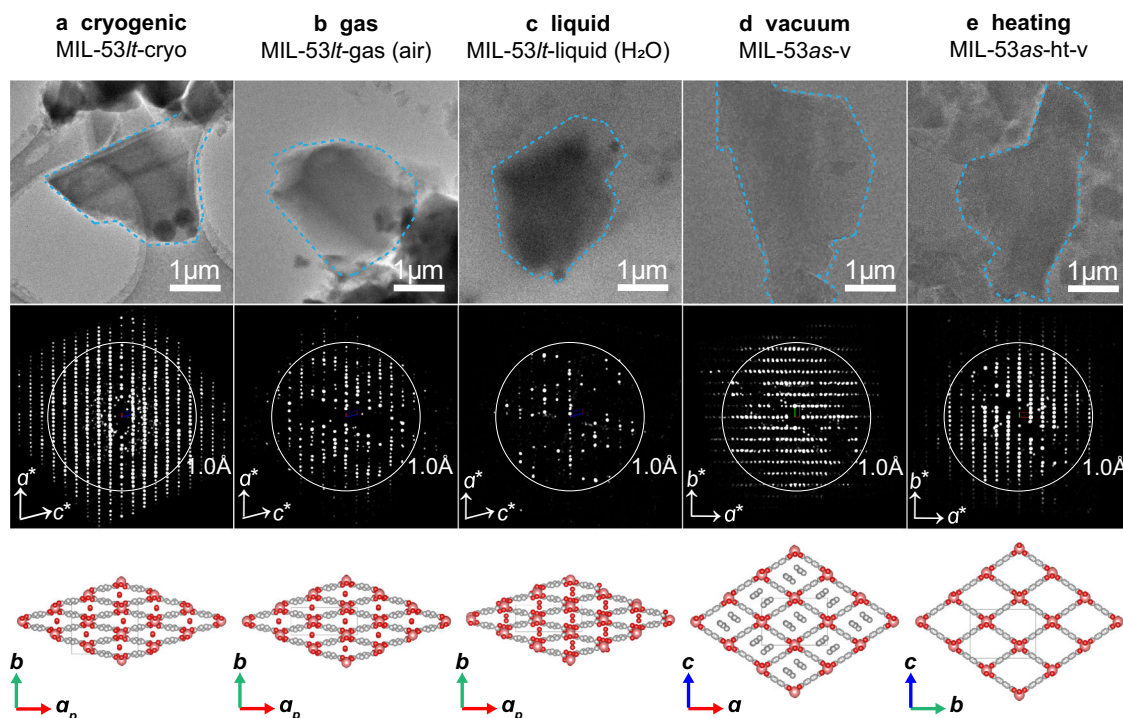 a cryogenic
MIL-53lt-cryo
b gas
MIL-53lt-gas (air)
c liquid
MIL-53lt-liquid (H₂O)
d vacuum
MIL-53as-v
e heating
MIL-53as-ht-v
1μm
1μm
1μm
1μm
1μm
1.0Å
a*
c*
1.0Å
a*
c*
1.0Å
a*
c*
1.0Å
b*
a*
1.0Å
b*
a*
b
aₚ
b
aₚ
b
aₚ
c
a
c
b